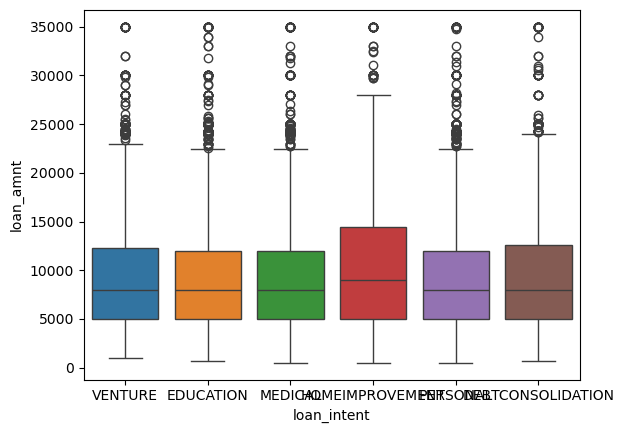 35000
30000
25000
20000
15000
10000
5000
0
loan_amnt
VENTURE EDUCATION MEDICAL HOMEIMPROVEMENT PERSONAL DEBTCONSOLIDATION
loan_intent